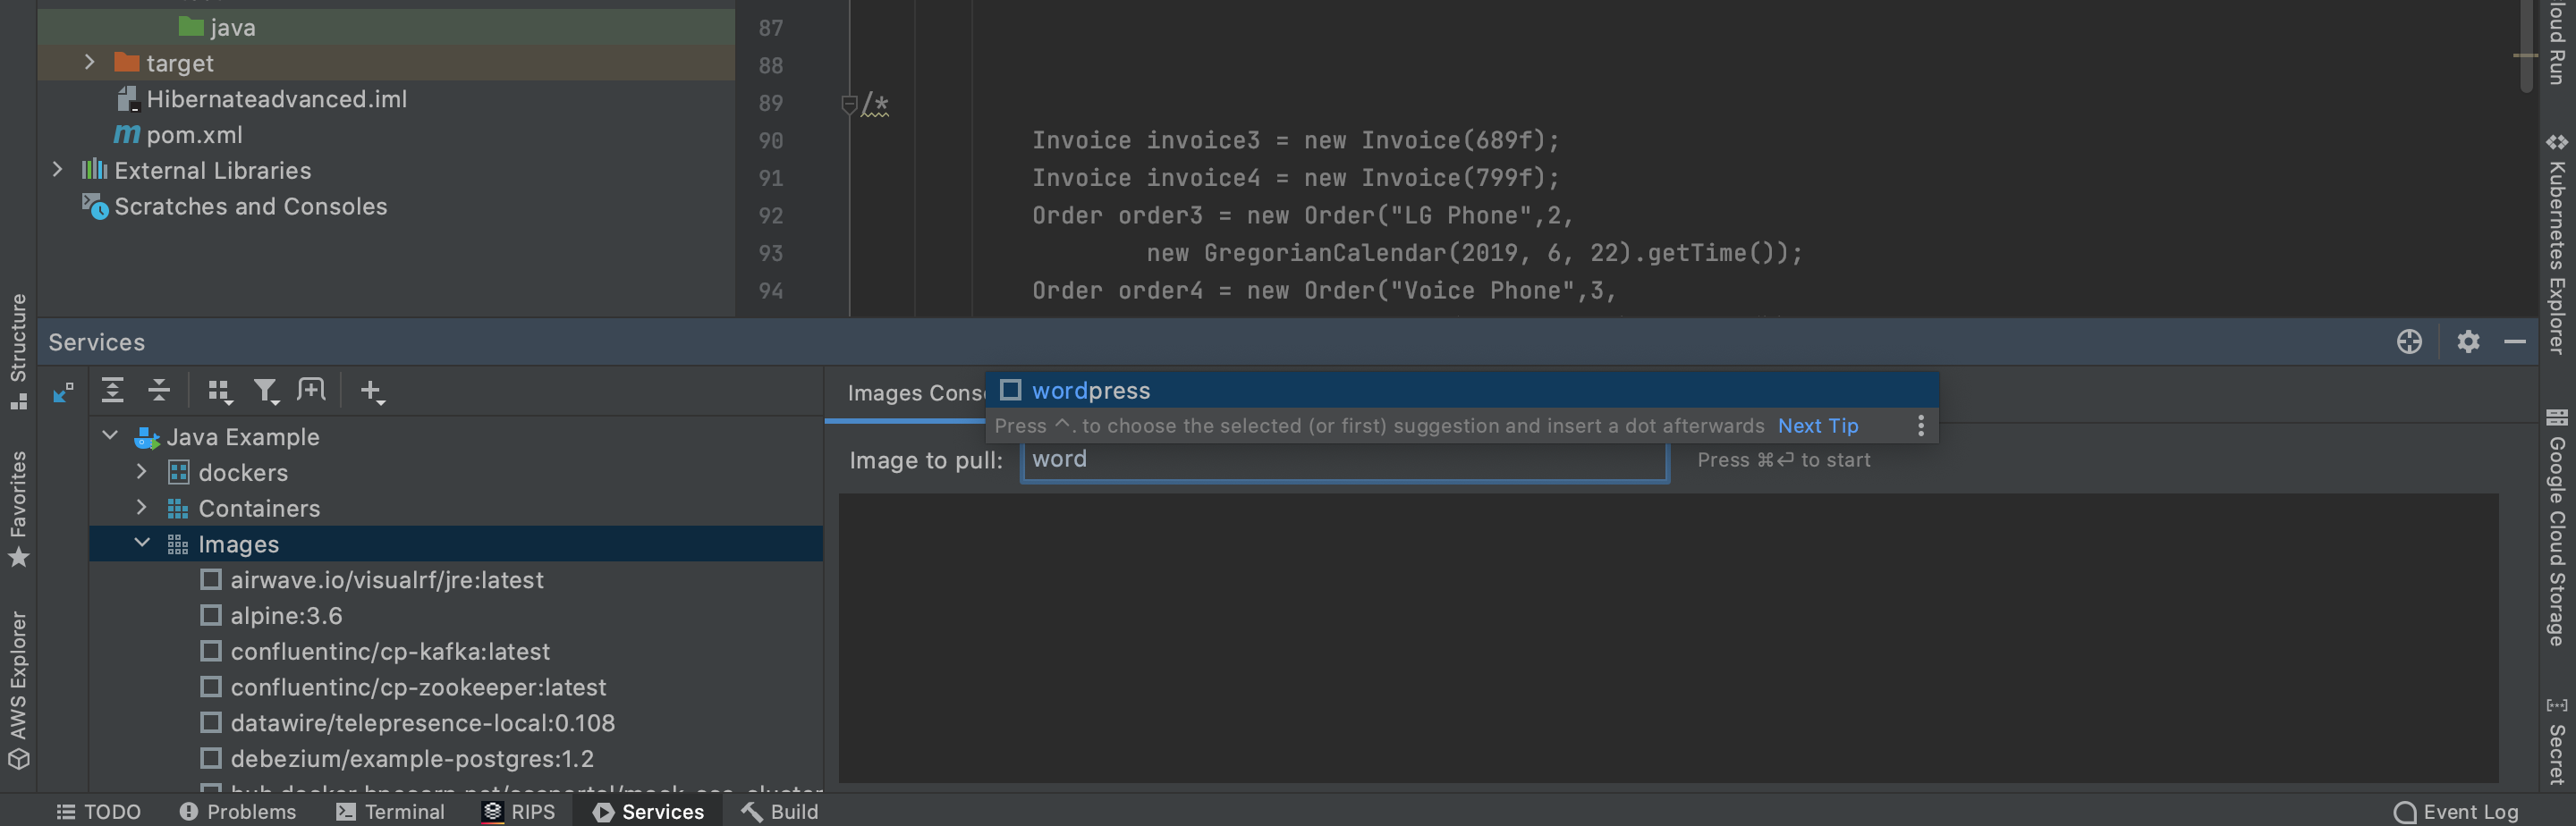 java
target
Hibernateadvanced.iml
pom.xml
External Libraries
Scratches and Consoles
87
88
89 /*
90 Invoice invoice3 = new Invoice(689f);
91 Invoice invoice4 = new Invoice(799f);
92 Order order3 = new Order("LG Phone",2,
93 new GregorianCalendar(2019, 6, 22).getTime());
94 Order order4 = new Order("Voice Phone",3,
Services
Java Example
dockers
Containers
Images
airwave.io/visualrf/jre:latest
alpine:3.6
confluentinc/cp-kafka:latest
confluentinc/cp-zookeeper:latest
datawire/telepresence-local:0.108
debezium/example-postgres:1.2
Images Cons
wordpress
Press ^. to choose the selected (or first) suggestion and insert a dot afterwards Next Tip
Image to pull: word Press ⌘⏎ to start
Structure
Favorites
AWS Explorer
loud Run
Kubernetes Explorer
Google Cloud Storage
Secret
TODO Problems Terminal RIPS Services Build Event Log